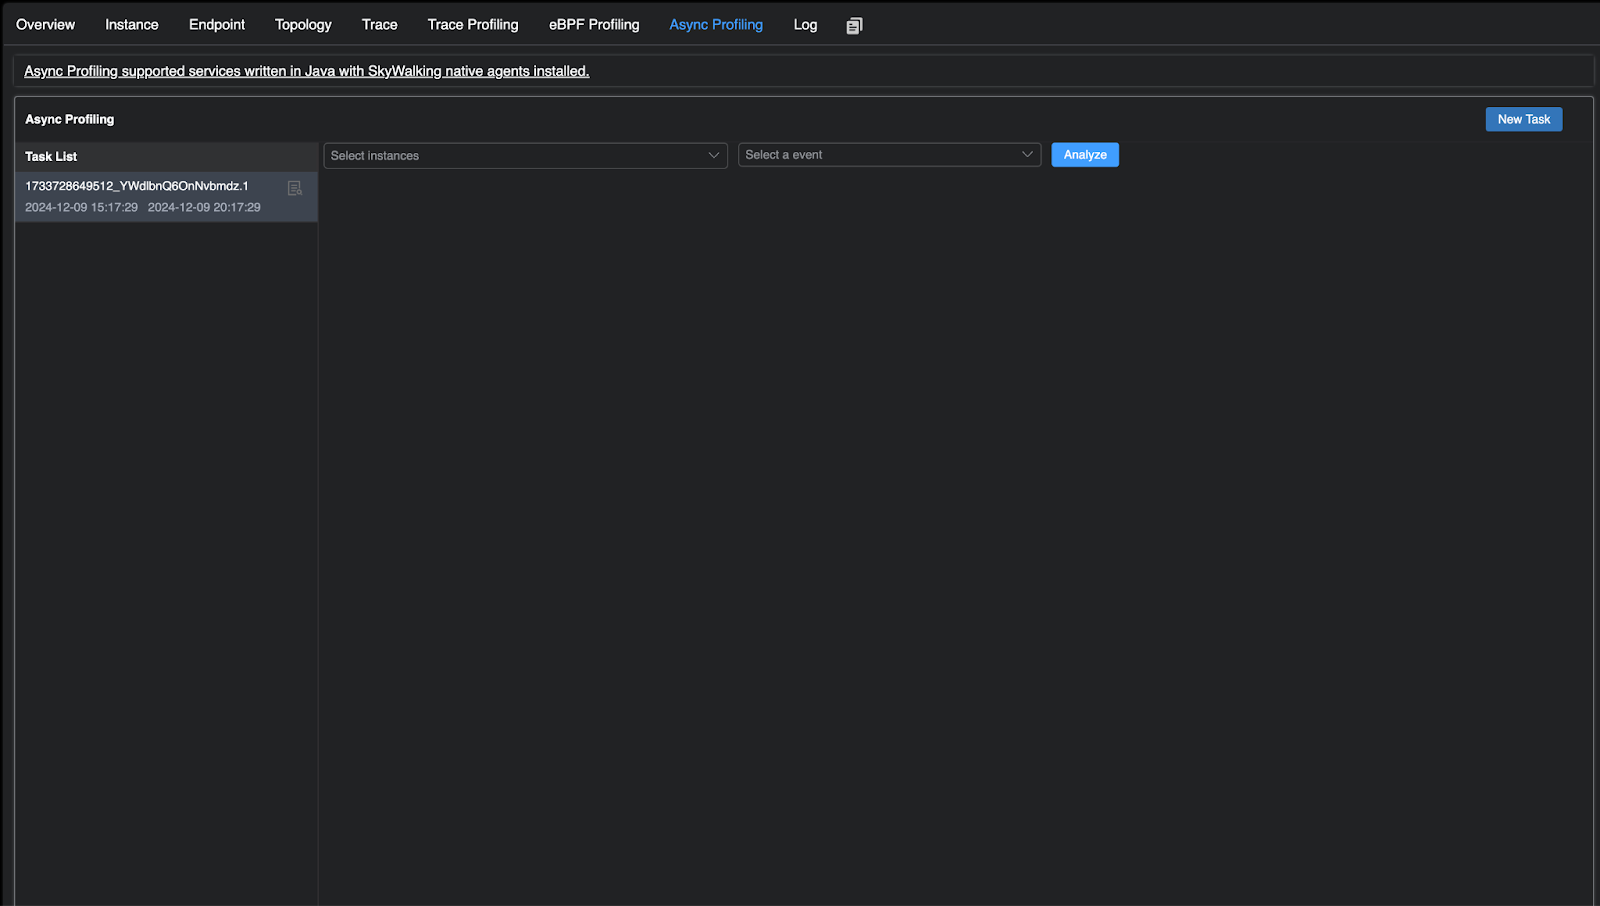 Overview Instance Endpoint Topology Trace Trace Profiling eBPF Profiling Async Profiling Log
Async Profiling supported services written in Java with SkyWalking native agents installed.
Async Profiling New Task
Task List Select instances Select a event Analyze
1733728649512_YWdlbnQ6OnNvbmdz.1
2024-12-09 15:17:29 2024-12-09 20:17:29